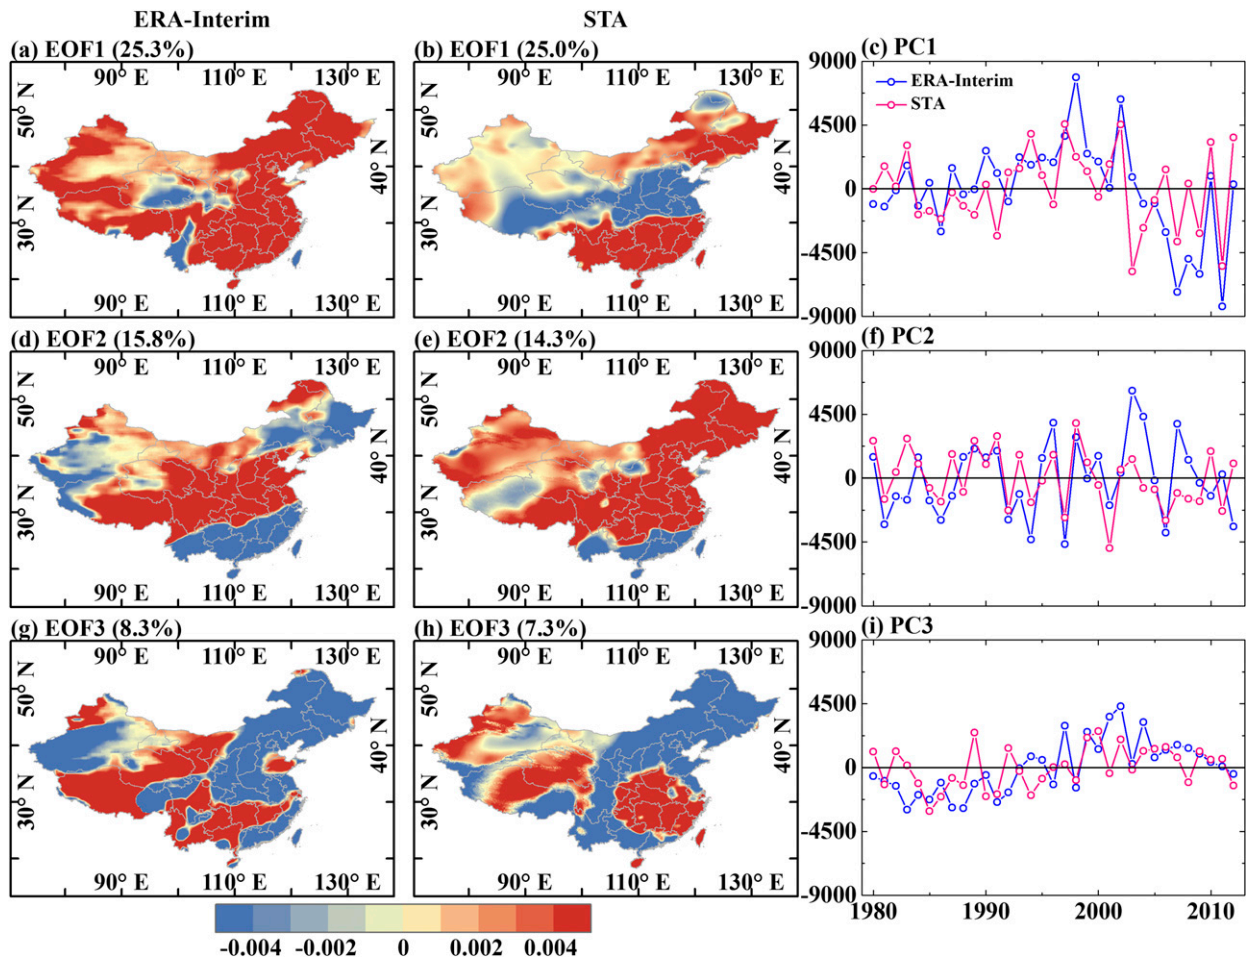 ERA-Interim STA
(a) EOF1 (25.3%) (b) EOF1 (25.0%) (c) PC1
90° E 110° E 130° E 90° E 110° E 130° E 9000
50° N 40° N 30° N 50° N 40° N 30° N
ERA-Interim
STA
4500
0
-4500
90° E 110° E 130° E 90° E 110° E 130° E -9000
(d) EOF2 (15.8%) (e) EOF2 (14.3%) (f) PC2
90° E 110° E 130° E 90° E 110° E 130° E 9000
50° N 40° N 30° N 50° N 40° N 30° N
4500
0
-4500
90° E 110° E 130° E 90° E 110° E 130° E -9000
(g) EOF3 (8.3%) (h) EOF3 (7.3%) (i) PC3
90° E 110° E 130° E 90° E 110° E 130° E 9000
50° N 40° N 30° N 50° N 40° N 30° N
4500
0
-4500
90° E 110° E 130° E 90° E 110° E 130° E -9000
1980 1990 2000 2010
-0.004 -0.002 0 0.002 0.004